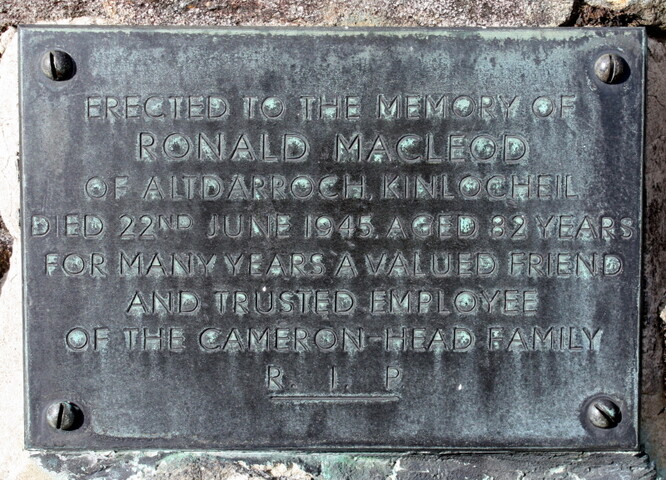 ERECTED TO THE MEMORY OF
RONALD MACLEOD
OF ALTDARROCH, KINLOCHEIL
DIED 22ND JUNE 1945. AGED 82 YEARS
FOR MANY YEARS A VALUED FRIEND
AND TRUSTED EMPLOYEE
OF THE CAMERON-HEAD FAMILY
R. I. P